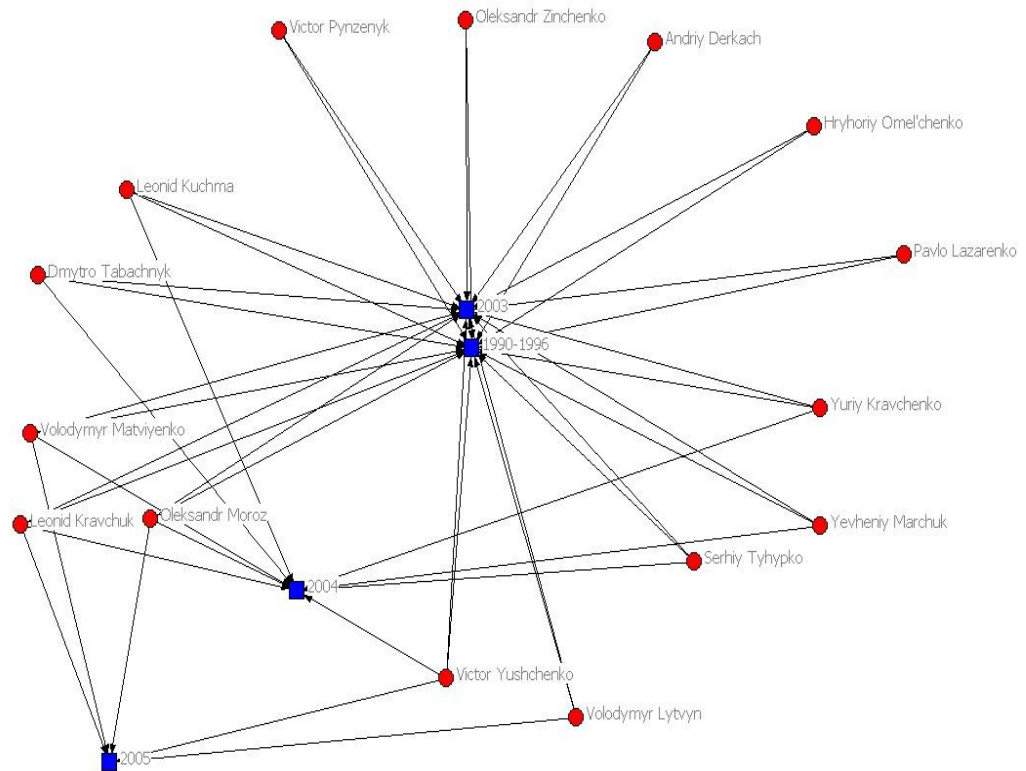 Oleksandr Zinchenko
Victor Pynzenyk
Andriy Derkach
Hryhoriy Omel'chenko
Leonid Kuchma
Pavlo Lazarenko
Dmytro Tabachnyk
2003
1990-1996
Yuriy Kravchenko
Volodymyr Matviyenko
Oleksandr Moroz
Leonid Kravchuk
Yevheniy Marchuk
Serhiy Tyhypko
2004
Victor Yushchenko
Volodymyr Lytvyn
2005